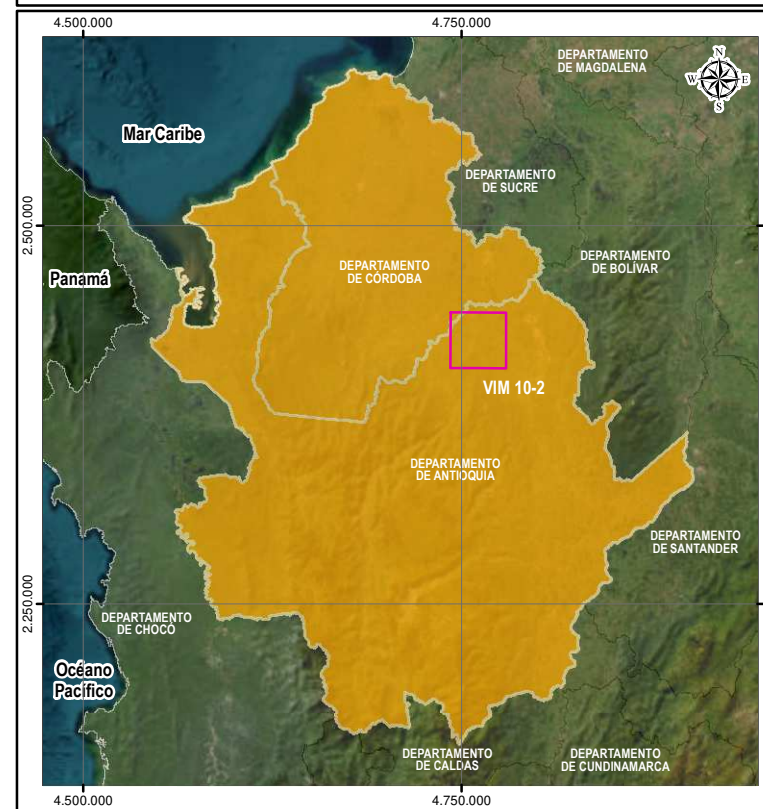 4.500.000
4.750.000
DEPARTAMENTO
DE MAGDALENA
N
W
E
S
Mar Caribe
DEPARTAMENTO
DE SUCRE
2.500.000
DEPARTAMENTO
DE CÓRDOBA
DEPARTAMENTO
DE BOLÍVAR
Panamá
VIM 10-2
DEPARTAMENTO
DE ANTIOQUIA
DEPARTAMENTO
DE SANTANDER
2.250.000
DEPARTAMENTO
DE CHOCÓ
Océano
Pacífico
DEPARTAMENTO
DE CALDAS
DEPARTAMENTO
DE CUNDINAMARCA
4.500.000
4.750.000